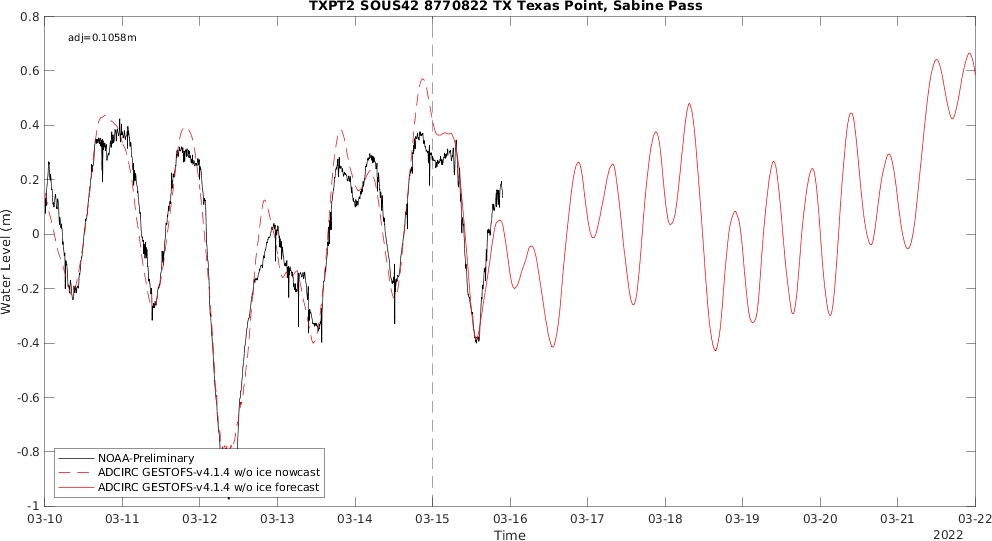 TXPT2 SOUS42 8770822 TX Texas Point, Sabine Pass
adj=0.1058m
0.8
0.6
0.4
0.2
0
-0.2
-0.4
-0.6
-0.8
-1
Water Level (m)
NOAA-Preliminary
ADCIRC GESTOFS-v4.1.4 w/o ice nowcast
ADCIRC GESTOFS-v4.1.4 w/o ice forecast
03-10 03-11 03-12 03-13 03-14 03-15 03-16 03-17 03-18 03-19 03-20 03-21 03-22
Time
2022